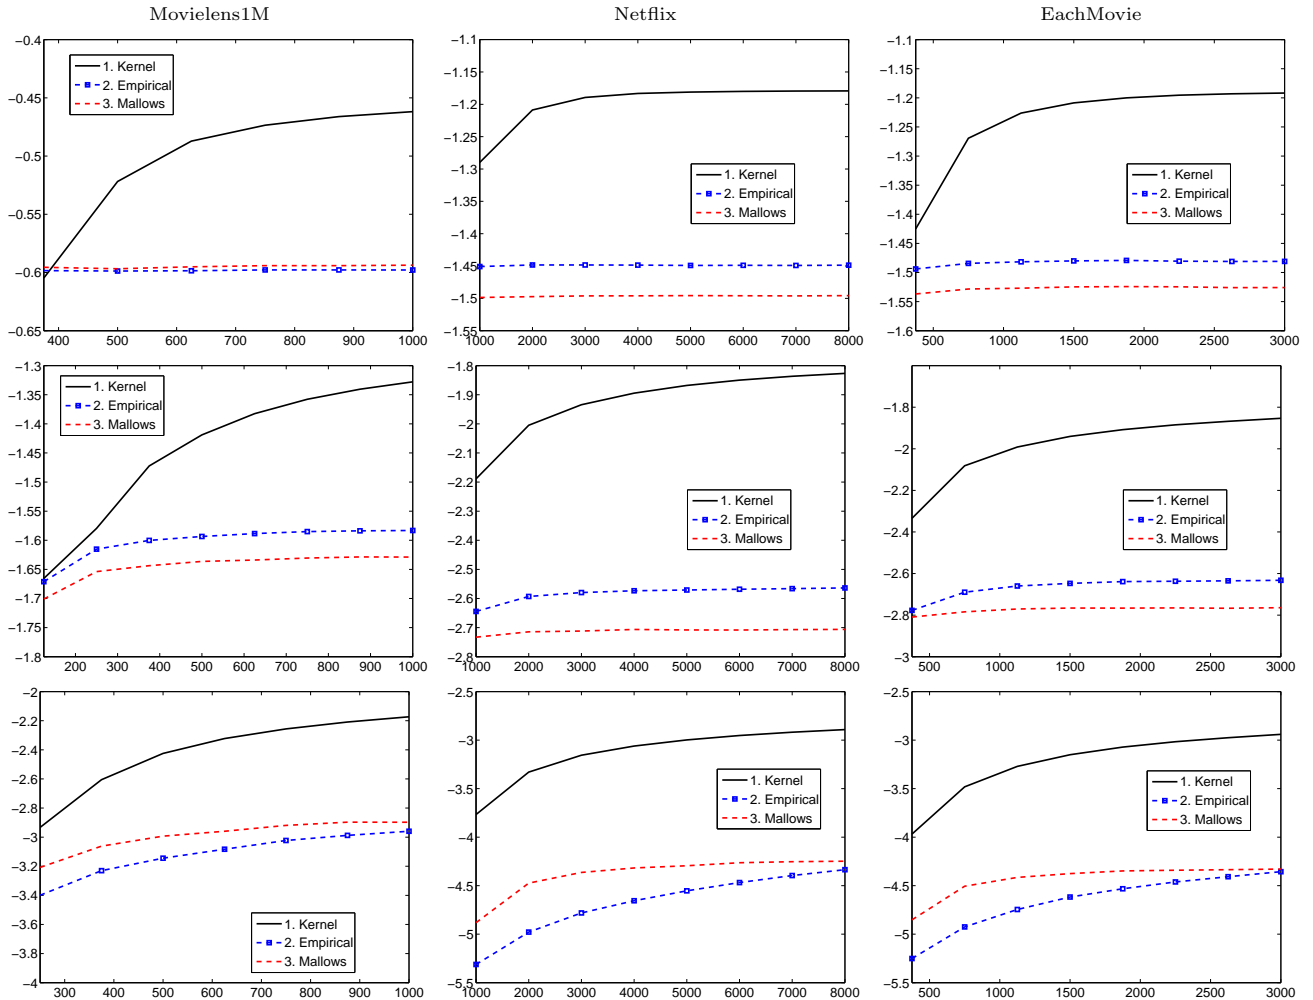 Movielens1M Netflix EachMovie
−0.4
−0.45
−0.5
−0.55
−0.6
−0.65
400 500 600 700 800 900 1000
1. Kernel
2. Empirical
3. Mallows
−1.1
−1.15
−1.2
−1.25
−1.3
−1.35
−1.4
−1.45
−1.5
−1.55
1000 2000 3000 4000 5000 6000 7000 8000
1. Kernel
2. Empirical
3. Mallows
−1.1
−1.15
−1.2
−1.25
−1.3
−1.35
−1.4
−1.45
−1.5
−1.55
−1.6
500 1000 1500 2000 2500 3000
1. Kernel
2. Empirical
3. Mallows
−1.3
−1.35
−1.4
−1.45
−1.5
−1.55
−1.6
−1.65
−1.7
−1.75
−1.8
200 300 400 500 600 700 800 900 1000
1. Kernel
2. Empirical
3. Mallows
−1.8
−1.9
−2
−2.1
−2.2
−2.3
−2.4
−2.5
−2.6
−2.7
−2.8
1000 2000 3000 4000 5000 6000 7000 8000
1. Kernel
2. Empirical
3. Mallows
−1.8
−2
−2.2
−2.4
−2.6
−2.8
−3
500 1000 1500 2000 2500 3000
1. Kernel
2. Empirical
3. Mallows
−2
−2.2
−2.4
−2.6
−2.8
−3
−3.2
−3.4
−3.6
−3.8
−4
300 400 500 600 700 800 900 1000
1. Kernel
2. Empirical
3. Mallows
−2.5
−3
−3.5
−4
−4.5
−5
−5.5
1000 2000 3000 4000 5000 6000 7000 8000
1. Kernel
2. Empirical
3. Mallows
−2.5
−3
−3.5
−4
−4.5
−5
−5.5
500 1000 1500 2000 2500 3000
1. Kernel
2. Empirical
3. Mallows